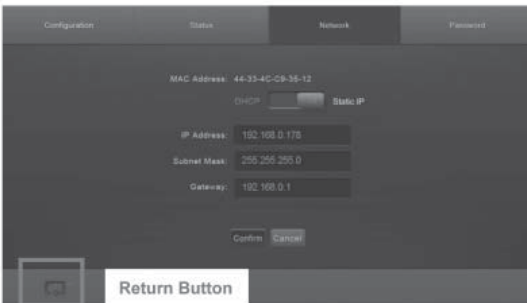 Configuration Status Network Password
MAC Address: 44-33-4C-C9-35-12
DHCP Static IP
IP Address: 192.168.0.178
Subnet Mask: 255.255.255.0
Gateway: 192.168.0.1
Confirm Cancel
Return Button